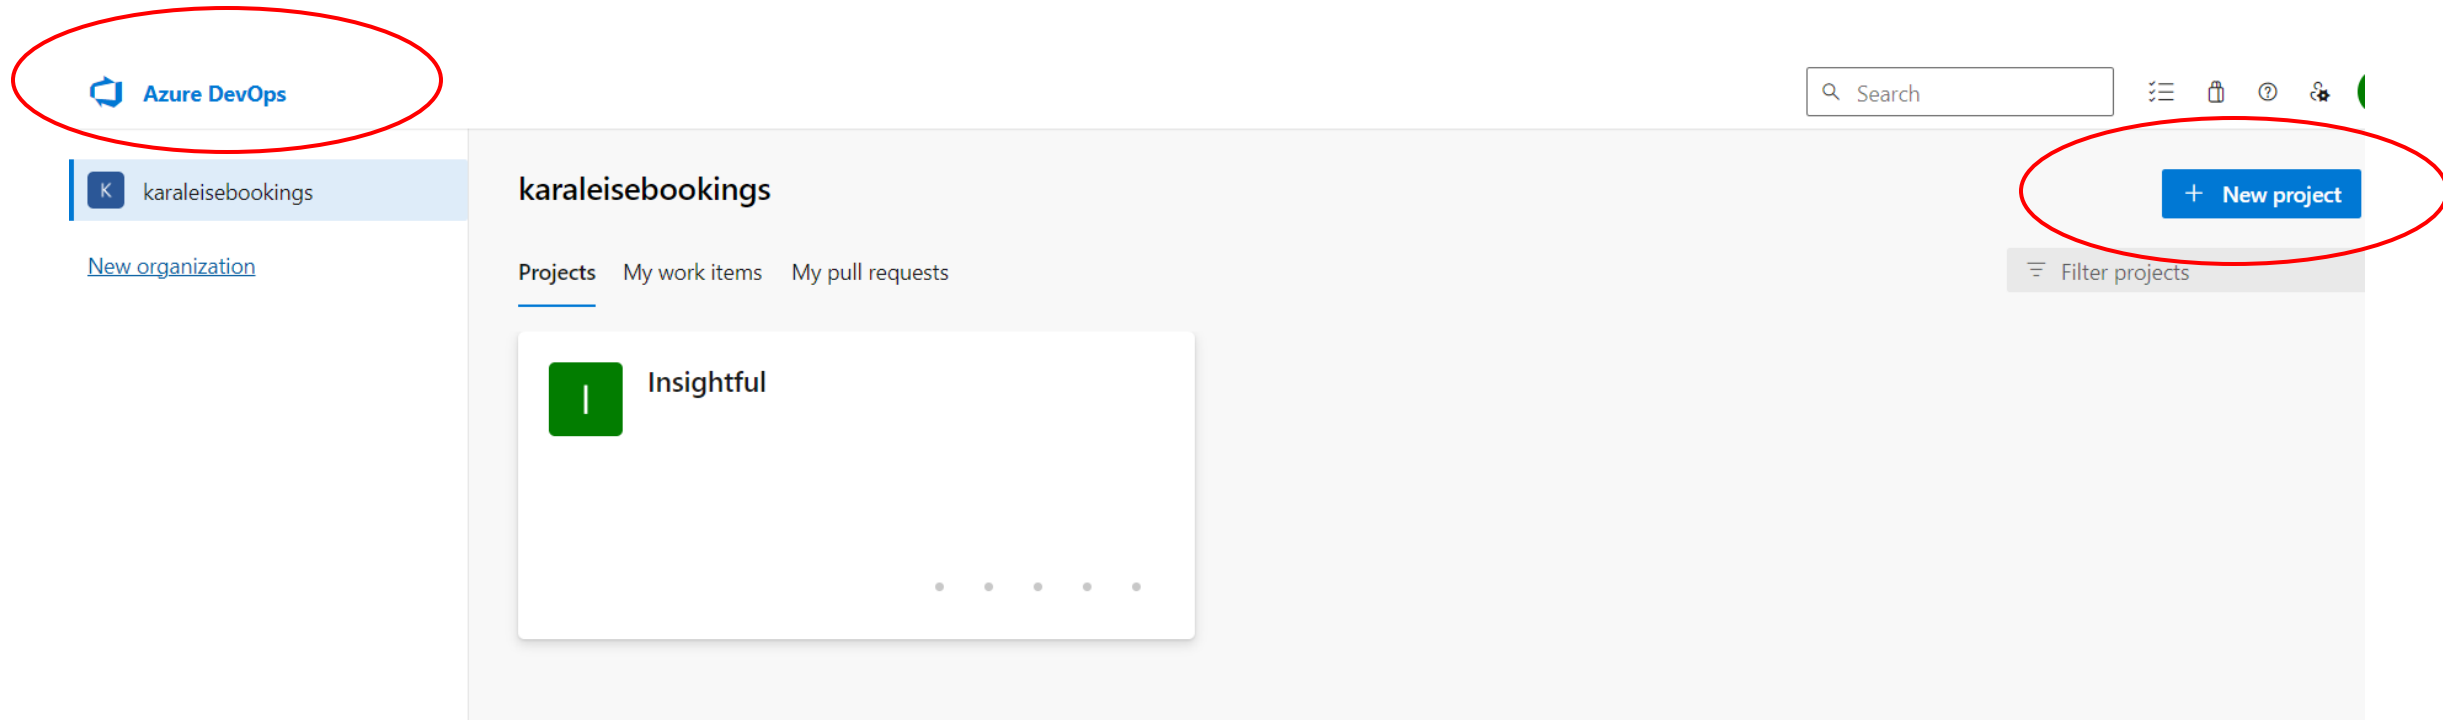 Azure DevOps
Search
K karaleisebookings
New organization
karaleisebookings
+ New project
Projects My work items My pull requests
Filter projects
I Insightful